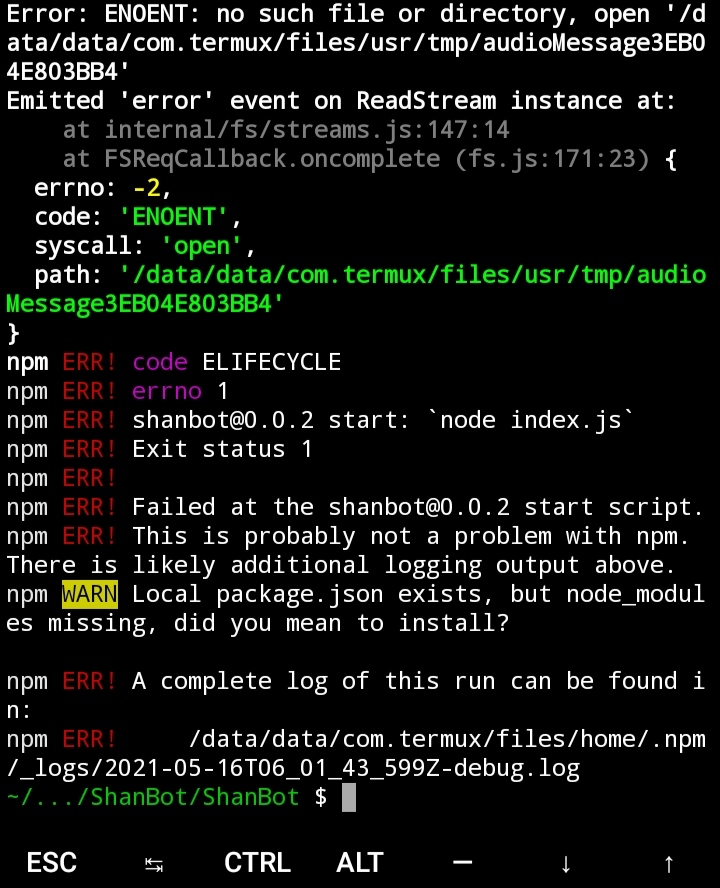 Error: ENOENT: no such file or directory, open '/d
ata/data/com.termux/files/usr/tmp/audioMessage3EB0
4E803BB4'
Emitted 'error' event on ReadStream instance at:
    at internal/fs/streams.js:147:14
    at FSReqCallback.oncomplete (fs.js:171:23) {
  errno: -2,
  code: 'ENOENT',
  syscall: 'open',
  path: '/data/data/com.termux/files/usr/tmp/audio
Message3EB04E803BB4'
}
npm ERR! code ELIFECYCLE
npm ERR! errno 1
npm ERR! shanbot@0.0.2 start: `node index.js`
npm ERR! Exit status 1
npm ERR!
npm ERR! Failed at the shanbot@0.0.2 start script.
npm ERR! This is probably not a problem with npm.
There is likely additional logging output above.
npm WARN Local package.json exists, but node_modul
es missing, did you mean to install?

npm ERR! A complete log of this run can be found i
n:
npm ERR!     /data/data/com.termux/files/home/.npm
/_logs/2021-05-16T06_01_43_599Z-debug.log
~/.../ShanBot/ShanBot $
ESC ↹ CTRL ALT — ↓ ↑